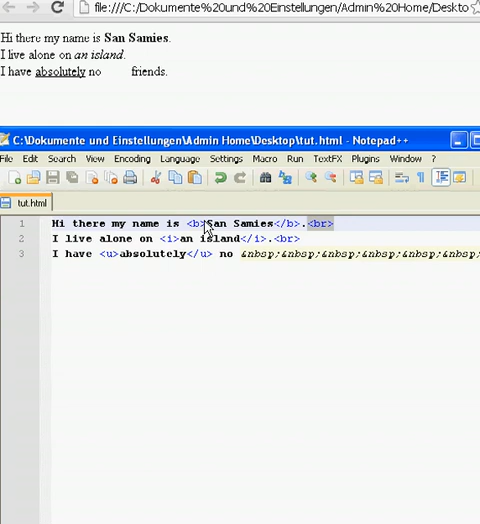 file:///C:/Dokumente%20und%20Einstellungen/Admin%20Home/Deskto
Hi there my name is San Samies.
I live alone on an island.
I have absolutely no friends.
C:\Dokumente und Einstellungen\Admin Home\Desktop\tut.html - Notepad++
File Edit Search View Encoding Language Settings Macro Run TextFX Plugins Window ?
tut.html
1 Hi there my name is <b>San Samies</b>.<br>
2 I live alone on <i>an island</i>.<br>
3 I have <u>absolutely</u> no &nbsp;&nbsp;&nbsp;&nbsp;&nbsp;&nbsp;